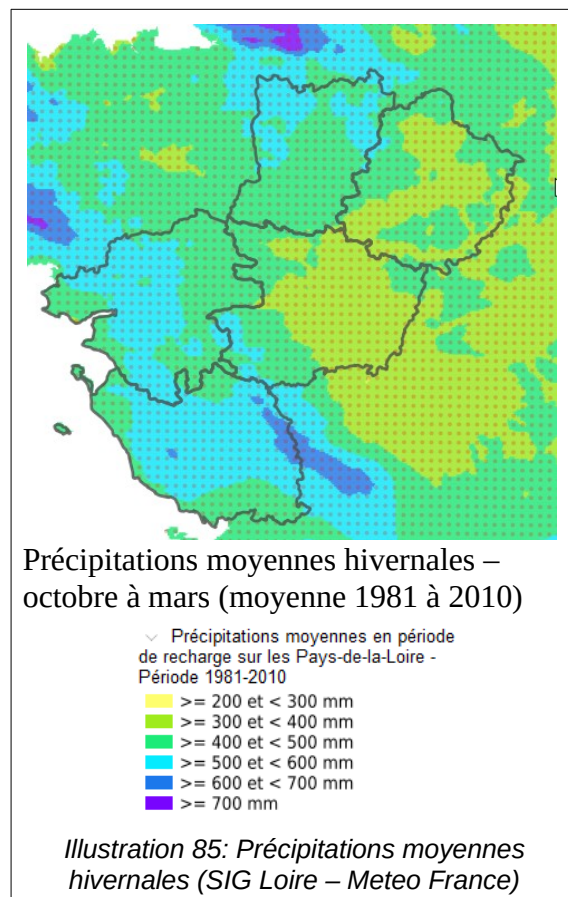 Précipitations moyennes hivernales –
octobre à mars (moyenne 1981 à 2010)
Précipitations moyennes en période
de recharge sur les Pays-de-la-Loire -
Période 1981-2010
>= 200 et < 300 mm
>= 300 et < 400 mm
>= 400 et < 500 mm
>= 500 et < 600 mm
>= 600 et < 700 mm
>= 700 mm
Illustration 85: Précipitations moyennes
hivernales (SIG Loire – Meteo France)